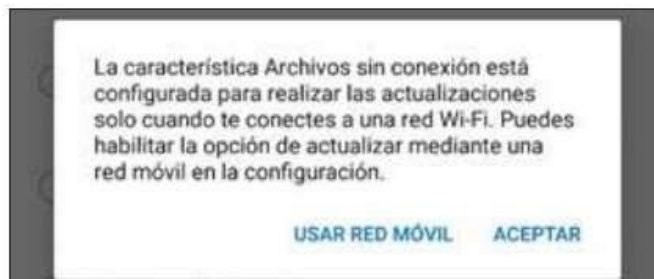 La característica Archivos sin conexión está
configurada para realizar las actualizaciones
solo cuando te conectes a una red Wi-Fi. Puedes
habilitar la opción de actualizar mediante una
red móvil en la configuración.
USAR RED MÓVIL ACEPTAR